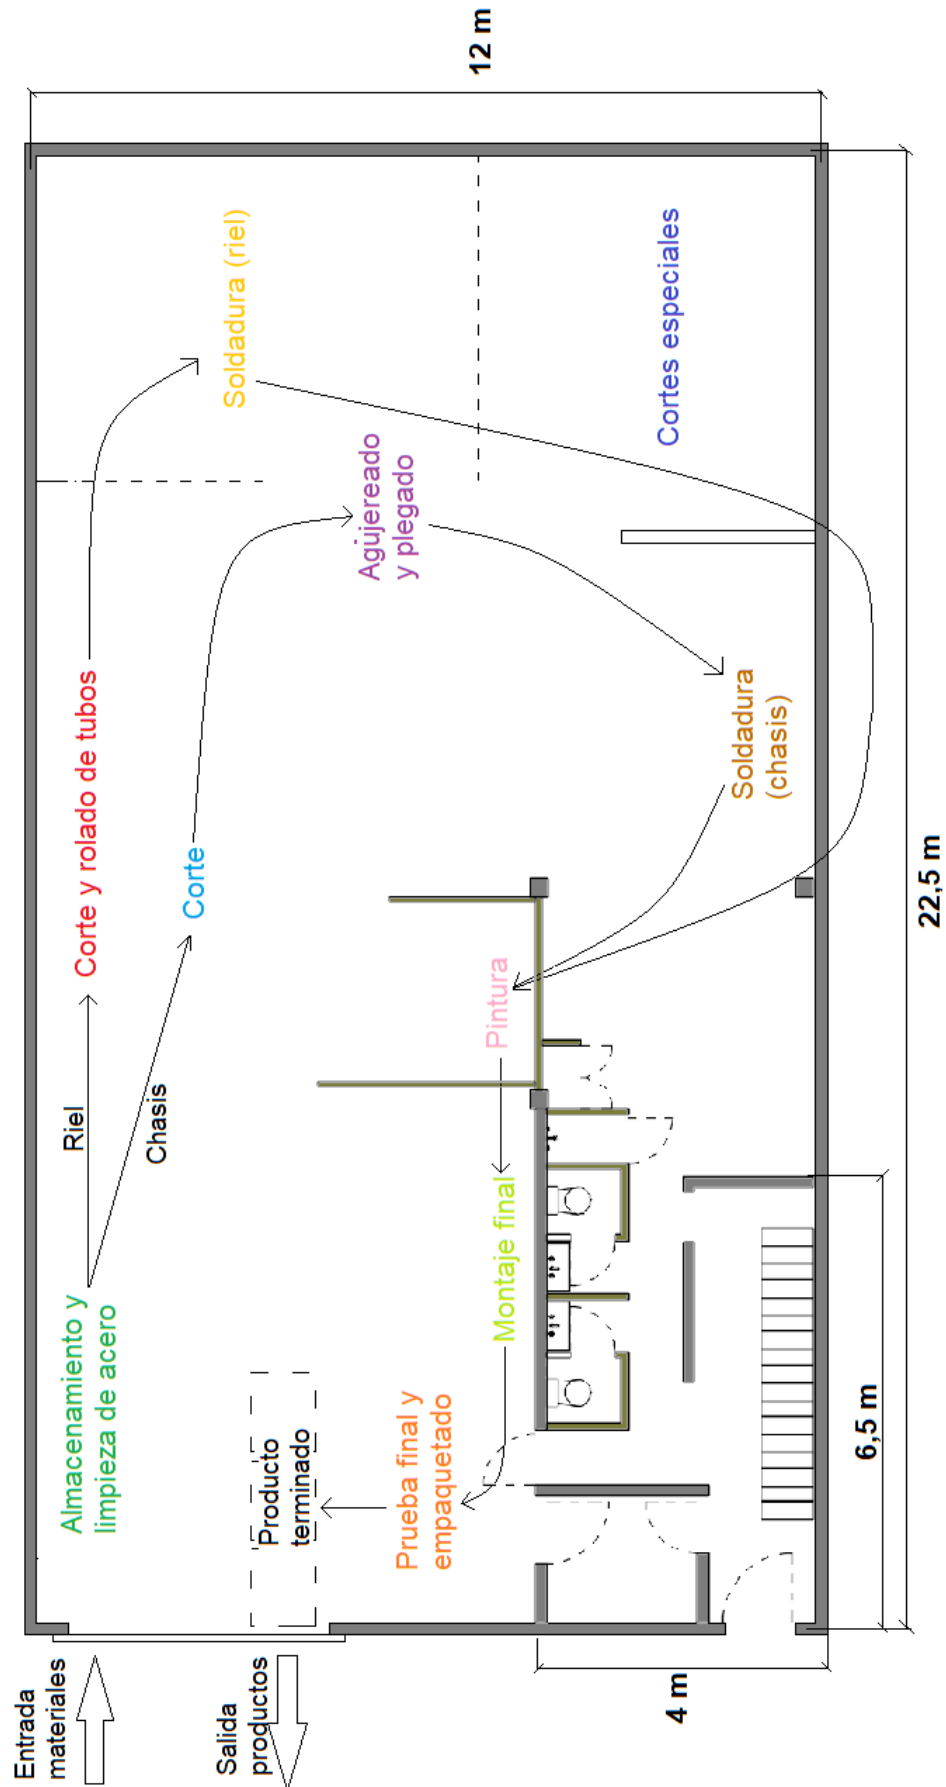 Entrada
materiales
Salida
productos
Almacenamiento y
limpieza de acero
Riel
Chasis
Corte y rolado de tubos
Corte
Soldadura (riel)
Agujereado
y plegado
Cortes especiales
Soldadura
(chasis)
Pintura
Montaje final
Prueba final y
empaquetado
Producto
terminado
12 m
22,5 m
6,5 m
4 m